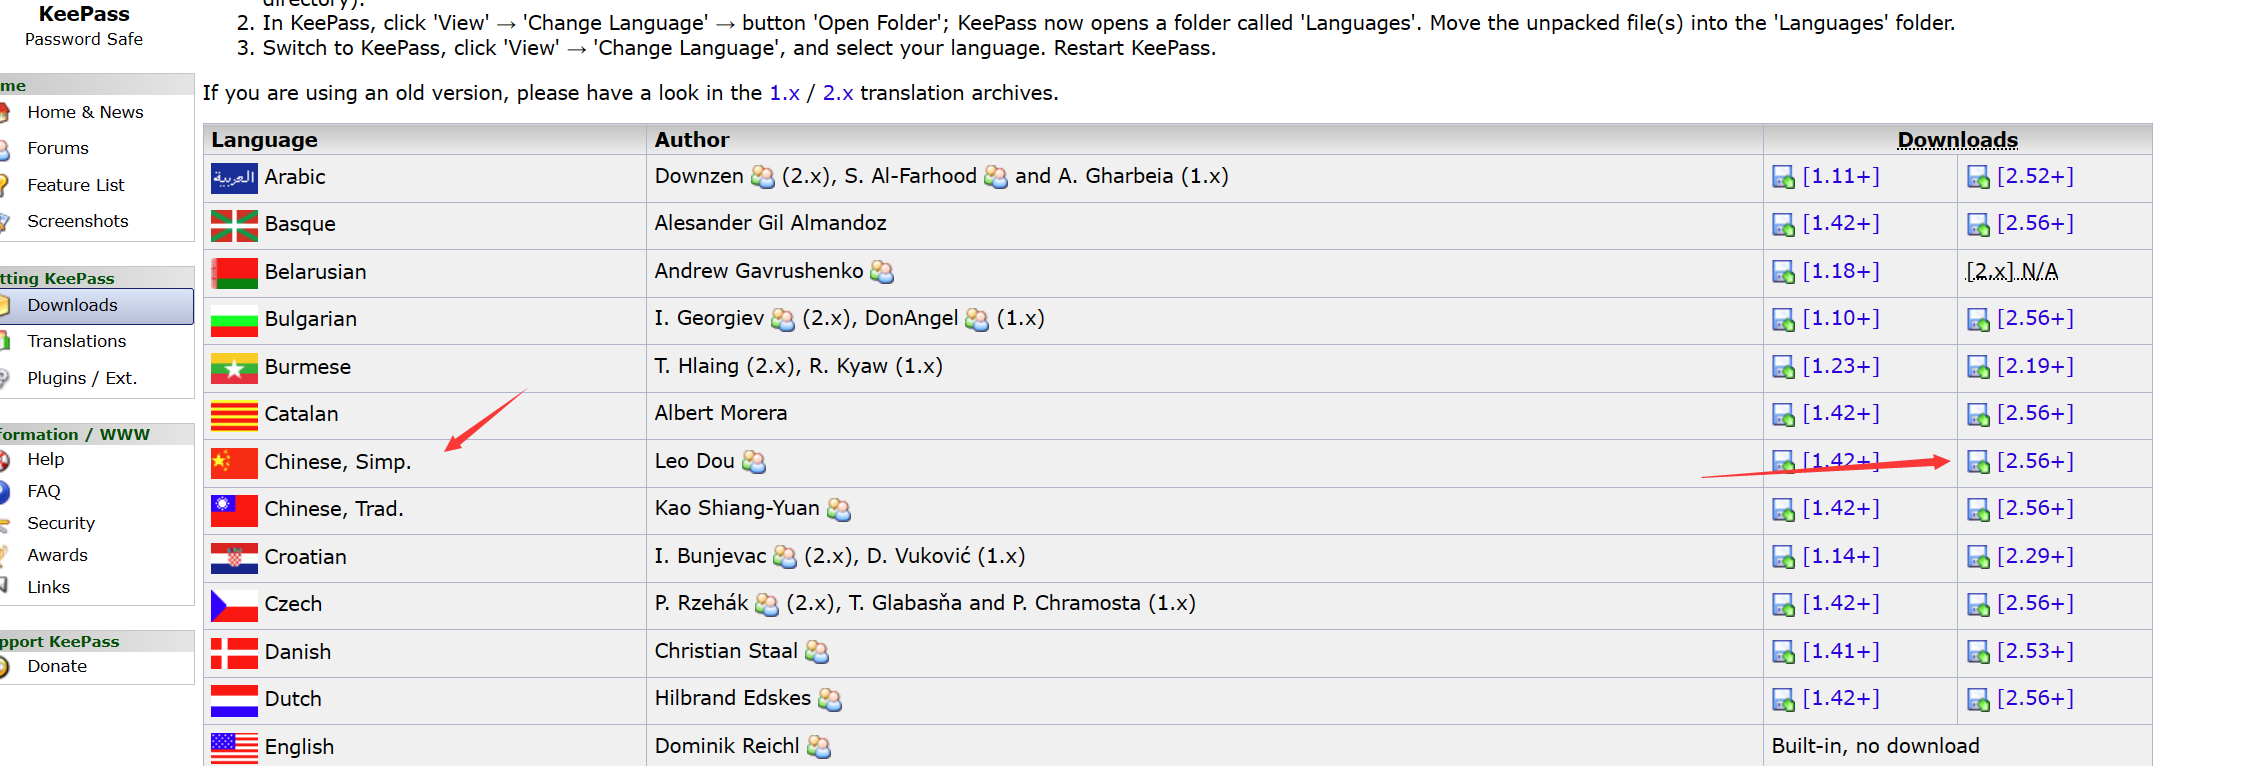 KeePass
Password Safe
me
Home & News
Forums
Feature List
Screenshots
tting KeePass
Downloads
Translations
Plugins / Ext.
formation / WWW
Help
FAQ
Security
Awards
Links
pport KeePass
Donate
directory).
2. In KeePass, click 'View' → 'Change Language' → button 'Open Folder'; KeePass now opens a folder called 'Languages'. Move the unpacked file(s) into the 'Languages' folder.
3. Switch to KeePass, click 'View' → 'Change Language', and select your language. Restart KeePass.
If you are using an old version, please have a look in the 1.x / 2.x translation archives.
Language Author Downloads
العربية Arabic Downzen (2.x), S. Al-Farhood and A. Gharbeia (1.x) [1.11+] [2.52+]
Basque Alesander Gil Almandoz [1.42+] [2.56+]
Belarusian Andrew Gavrushenko [1.18+] [2.x] N/A
Bulgarian I. Georgiev (2.x), DonAngel (1.x) [1.10+] [2.56+]
Burmese T. Hlaing (2.x), R. Kyaw (1.x) [1.23+] [2.19+]
Catalan Albert Morera [1.42+] [2.56+]
Chinese, Simp. Leo Dou [1.42+] [2.56+]
Chinese, Trad. Kao Shiang-Yuan [1.42+] [2.56+]
Croatian I. Bunjevac (2.x), D. Vuković (1.x) [1.14+] [2.29+]
Czech P. Rzehák (2.x), T. Glabasňa and P. Chramosta (1.x) [1.42+] [2.56+]
Danish Christian Staal [1.41+] [2.53+]
Dutch Hilbrand Edskes [1.42+] [2.56+]
English Dominik Reichl Built-in, no download